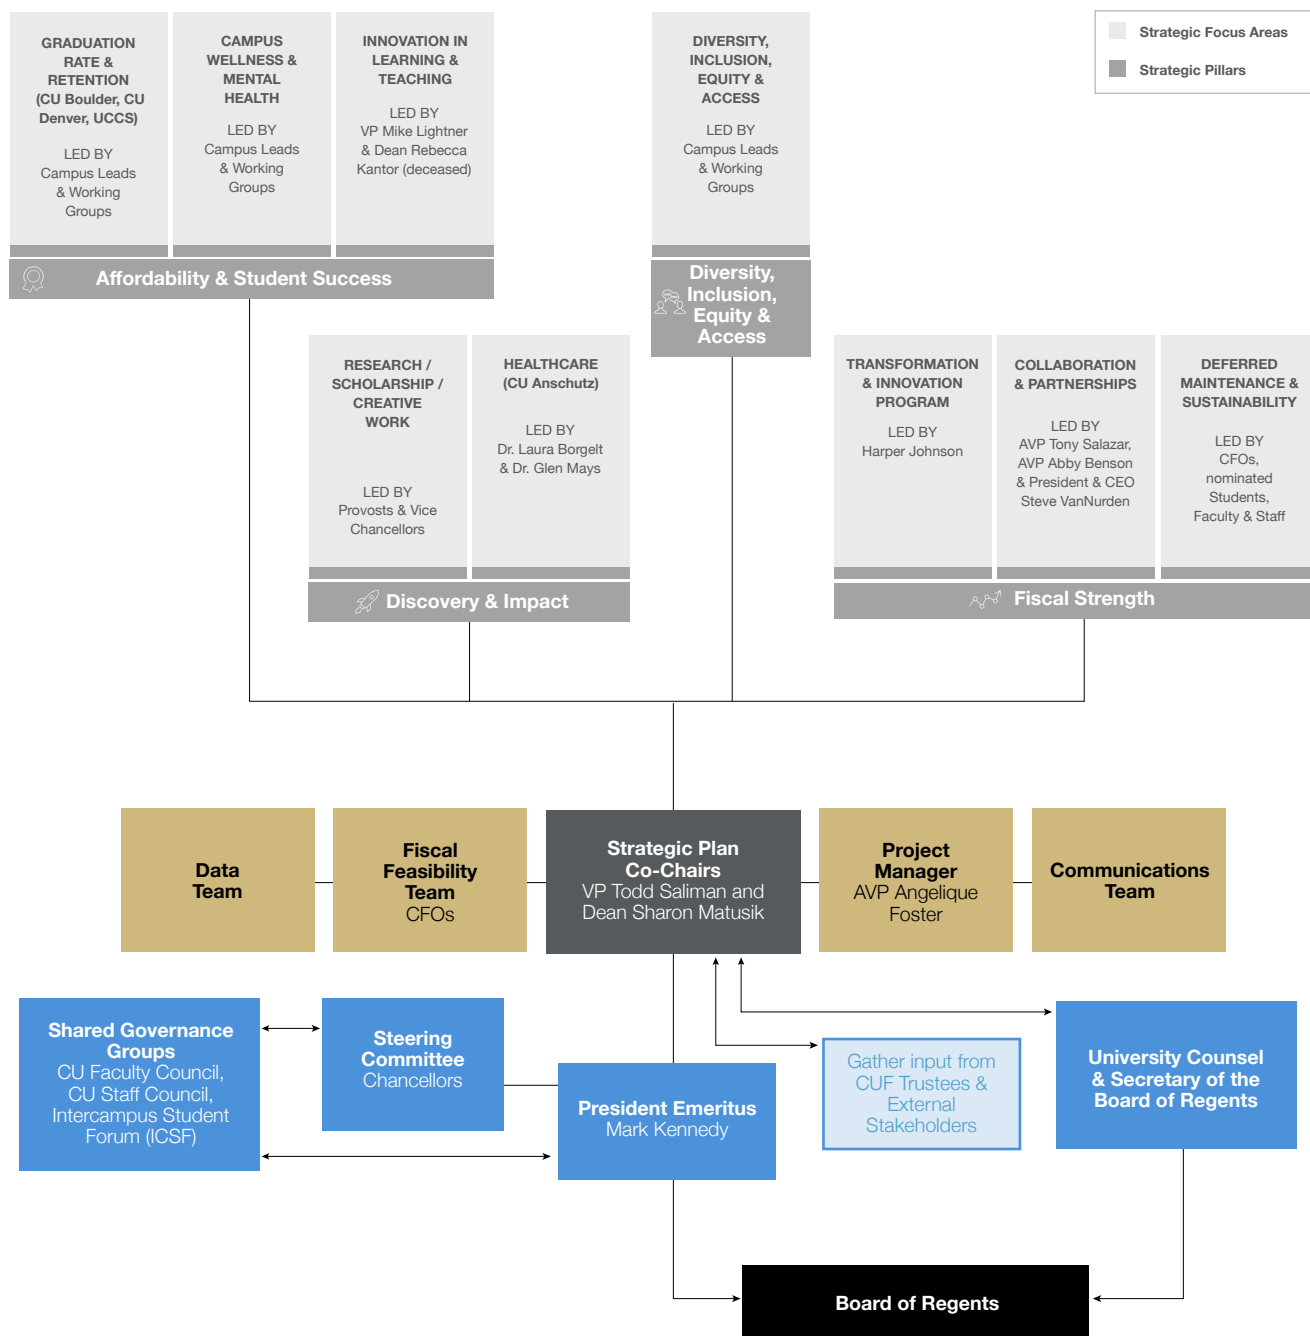 GRADUATION
RATE &
RETENTION
(CU Boulder, CU
Denver, UCCS)
LED BY
Campus Leads
& Working
Groups
CAMPUS
WELLNESS &
MENTAL
HEALTH
LED BY
Campus Leads
& Working
Groups
INNOVATION IN
LEARNING &
TEACHING
LED BY
VP Mike Lightner
& Dean Rebecca
Kantor (deceased)
Affordability & Student Success
DIVERSITY,
INCLUSION,
EQUITY &
ACCESS
LED BY
Campus Leads
& Working
Groups
Diversity,
Inclusion,
Equity &
Access
Strategic Focus Areas
Strategic Pillars
RESEARCH /
SCHOLARSHIP /
CREATIVE
WORK
LED BY
Provosts & Vice
Chancellors
HEALTHCARE
(CU Anschutz)
LED BY
Dr. Laura Borgelt
& Dr. Glen Mays
Discovery & Impact
TRANSFORMATION
& INNOVATION
PROGRAM
LED BY
Harper Johnson
COLLABORATION
& PARTNERSHIPS
LED BY
AVP Tony Salazar,
AVP Abby Benson
& President & CEO
Steve VanNurden
DEFERRED
MAINTENANCE &
SUSTAINABILITY
LED BY
CFOs,
nominated
Students,
Faculty & Staff
Fiscal Strength
Data
Team
Fiscal
Feasibility
Team
CFOs
Strategic Plan
Co-Chairs
VP Todd Saliman and
Dean Sharon Matusik
Project
Manager
AVP Angelique
Foster
Communications
Team
Shared Governance
Groups
CU Faculty Council,
CU Staff Council,
Intercampus Student
Forum (ICSF)
Steering
Committee
Chancellors
President Emeritus
Mark Kennedy
Gather input from
CUF Trustees &
External
Stakeholders
University Counsel
& Secretary of the
Board of Regents
Board of Regents